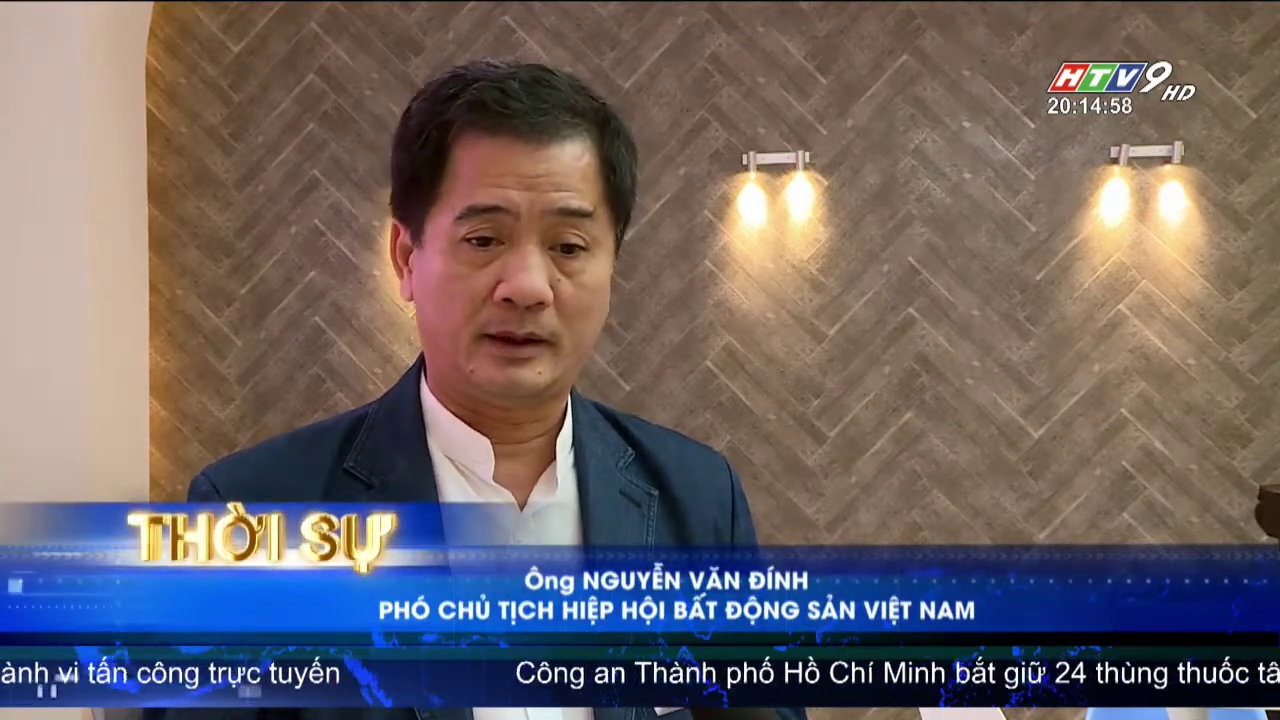 HTV9 HD
20:14:58
THỜI SỰ
Ông NGUYỄN VĂN ĐÍNH
PHÓ CHỦ TỊCH HIỆP HỘI BẤT ĐỘNG SẢN VIỆT NAM
ành vi tấn công trực tuyến Công an Thành phố Hồ Chí Minh bắt giữ 24 thùng thuốc tâ